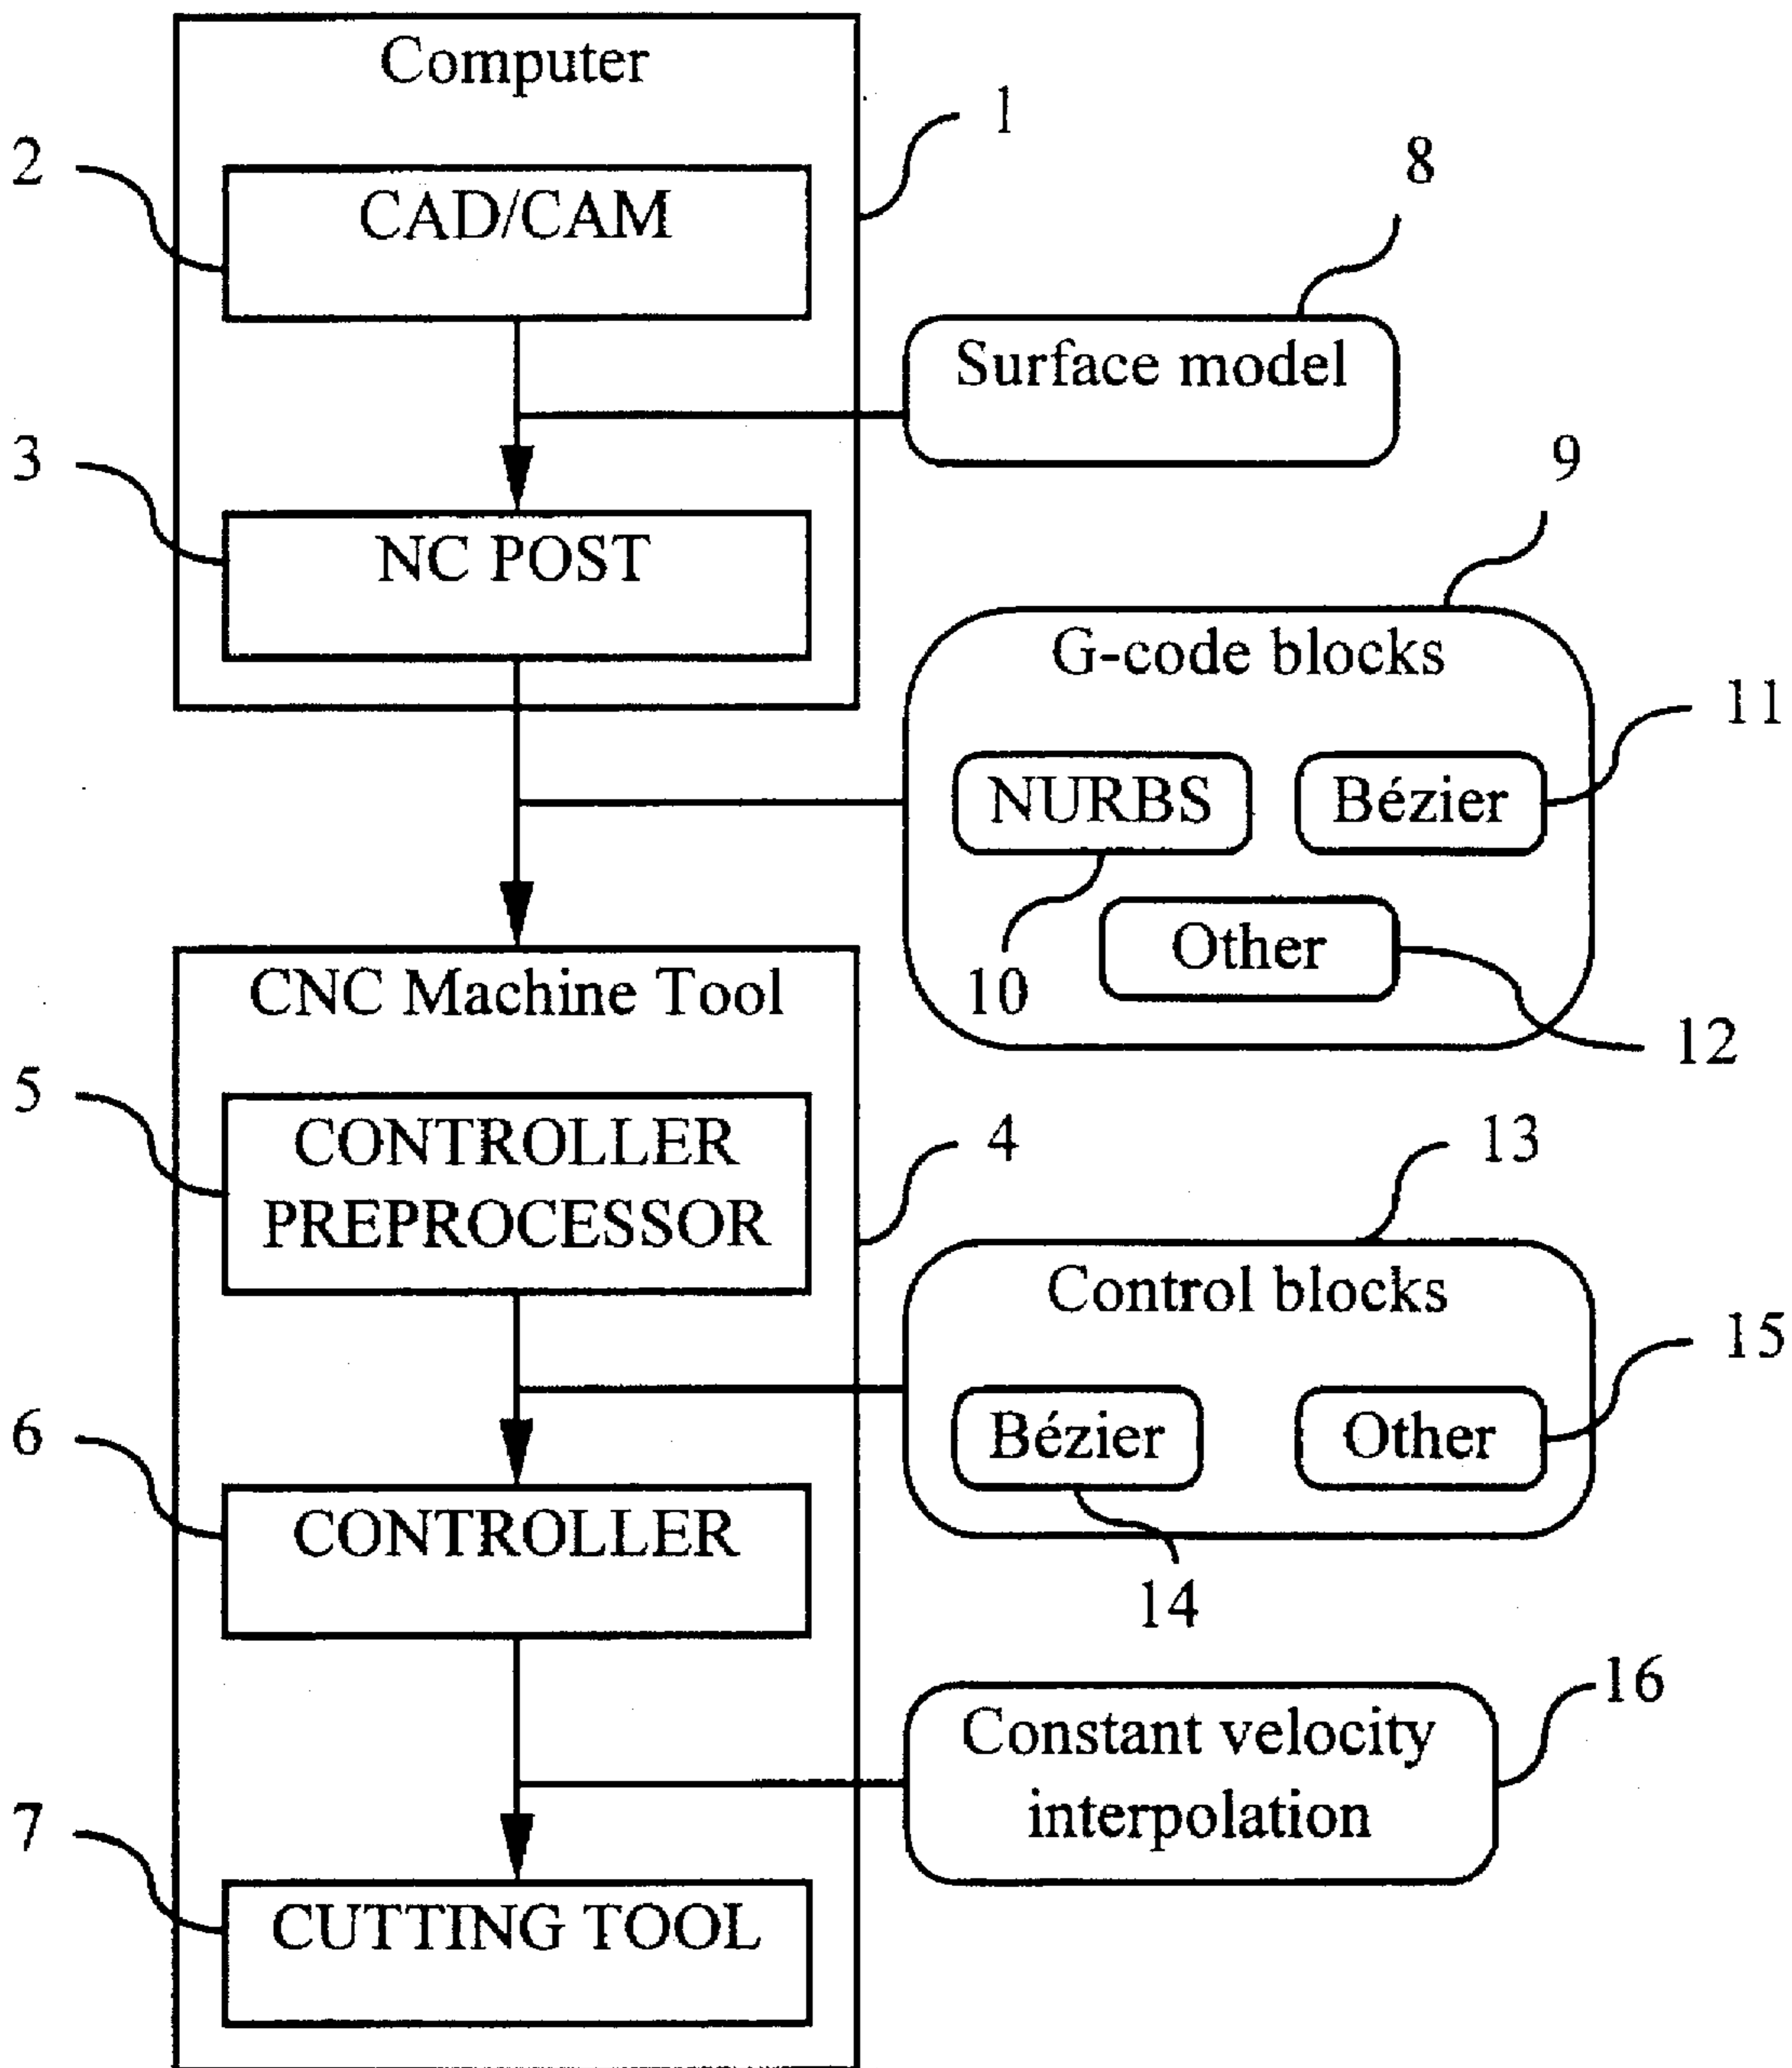 Computer
1
2
CAD/CAM
8
Surface model
3
NC POST
9
G-code blocks
11
NURBS
Bézier
10
Other
12
CNC Machine Tool
5
CONTROLLER
PREPROCESSOR
4
13
Control blocks
15
Bézier
Other
14
6
CONTROLLER
16
Constant velocity
interpolation
7
CUTTING TOOL